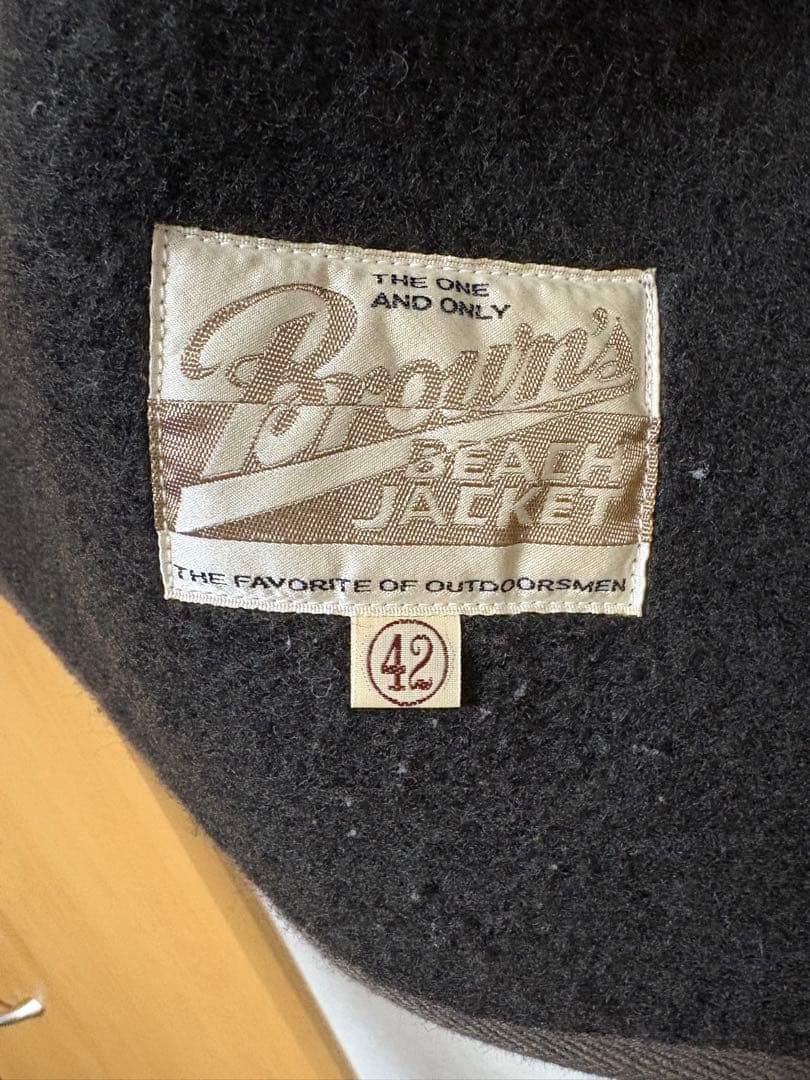 THE ONE
AND ONLY
Brown's
BEACH
JACKET
THE FAVORITE OF OUTDOORSMEN
42